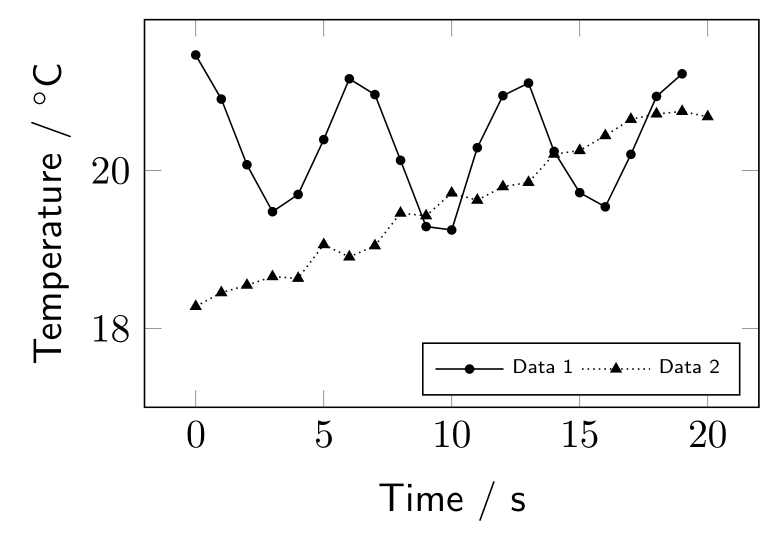 Temperature / °C
20
18
Data 1 Data 2
0 5 10 15 20
Time / s